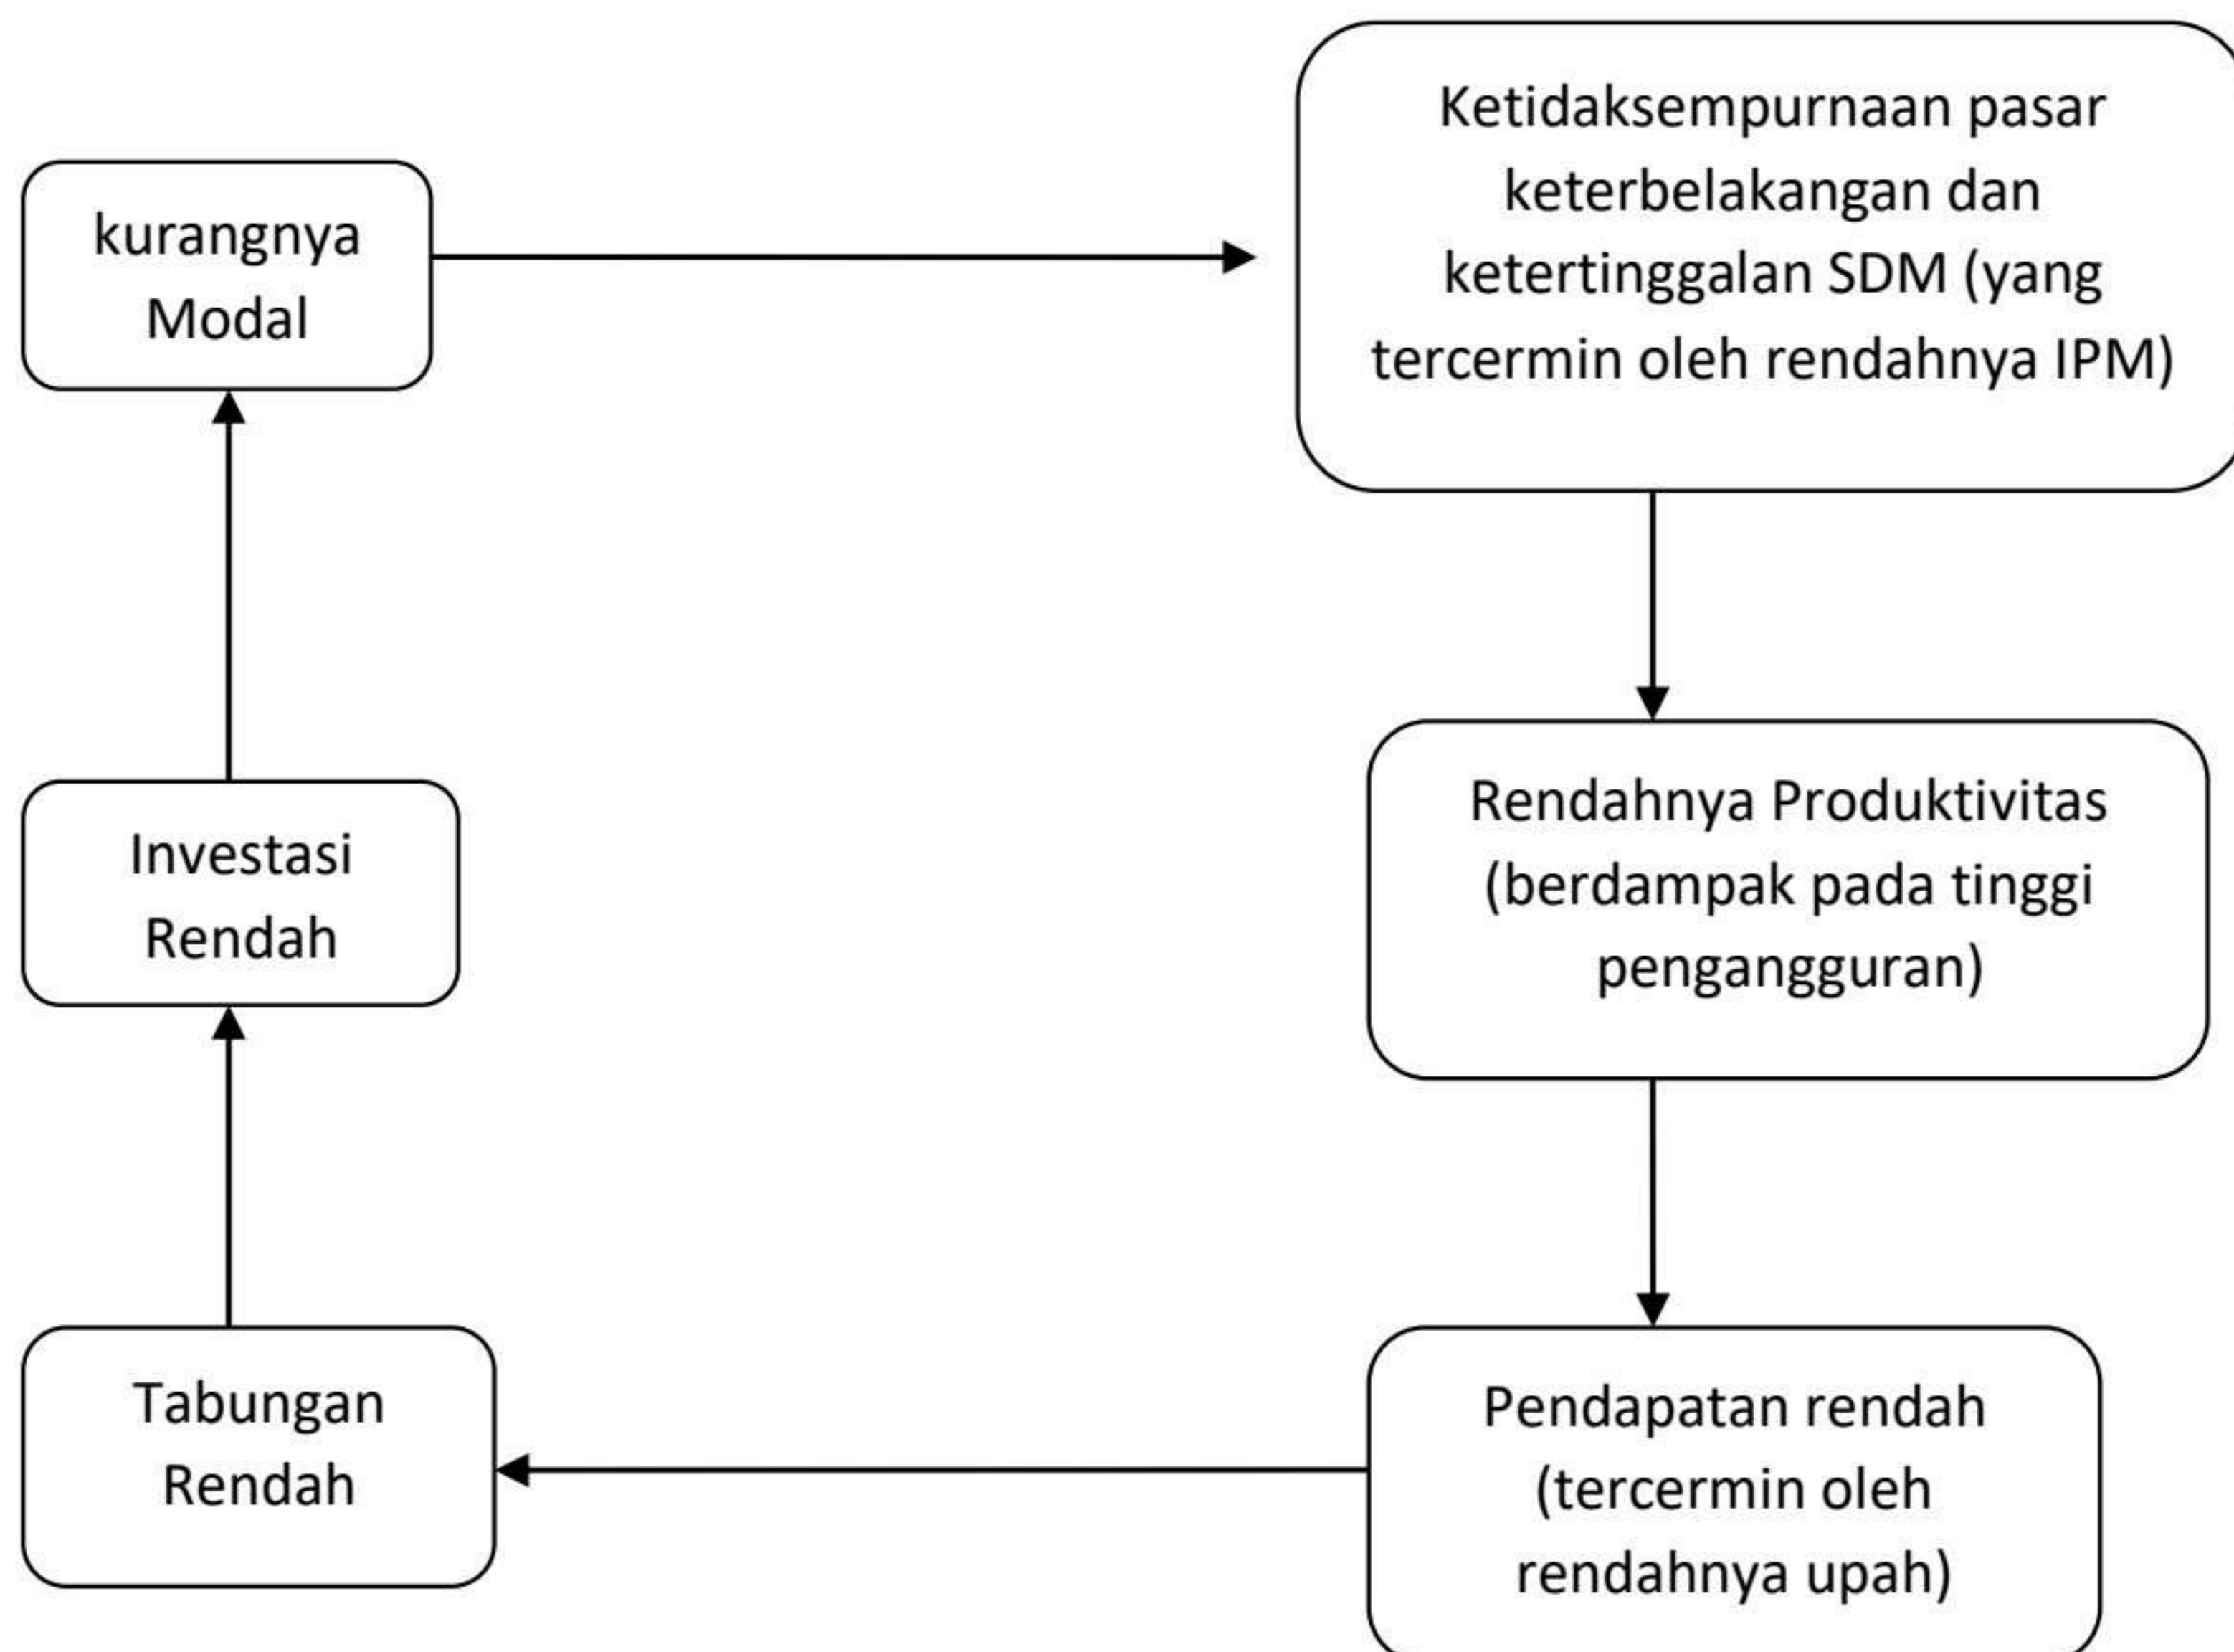 kurangnya
Modal
Ketidaksempurnaan pasar
keterbelakangan dan
ketertinggalan SDM (yang
tercermin oleh rendahnya IPM)
Investasi
Rendah
Rendahnya Produktivitas
(berdampak pada tinggi
pengangguran)
Tabungan
Rendah
Pendapatan rendah
(tercermin oleh
rendahnya upah)